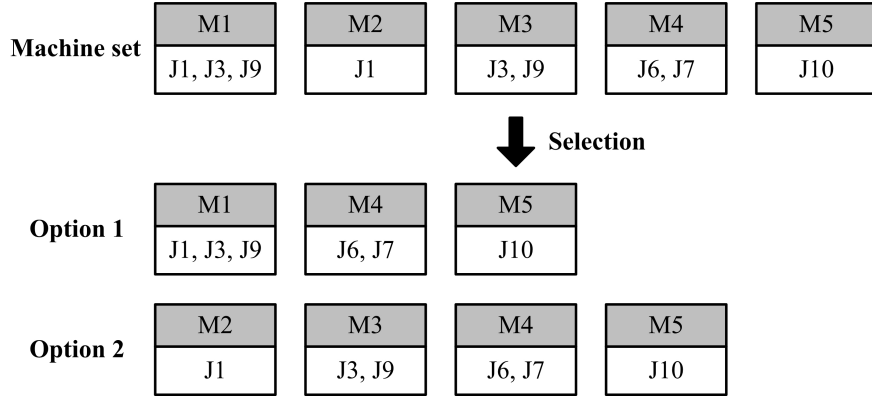 M1 M2 M3 M4 M5
Machine set
J1, J3, J9 J1 J3, J9 J6, J7 J10
Selection
M1 M4 M5
Option 1
J1, J3, J9 J6, J7 J10
M2 M3 M4 M5
Option 2
J1 J3, J9 J6, J7 J10